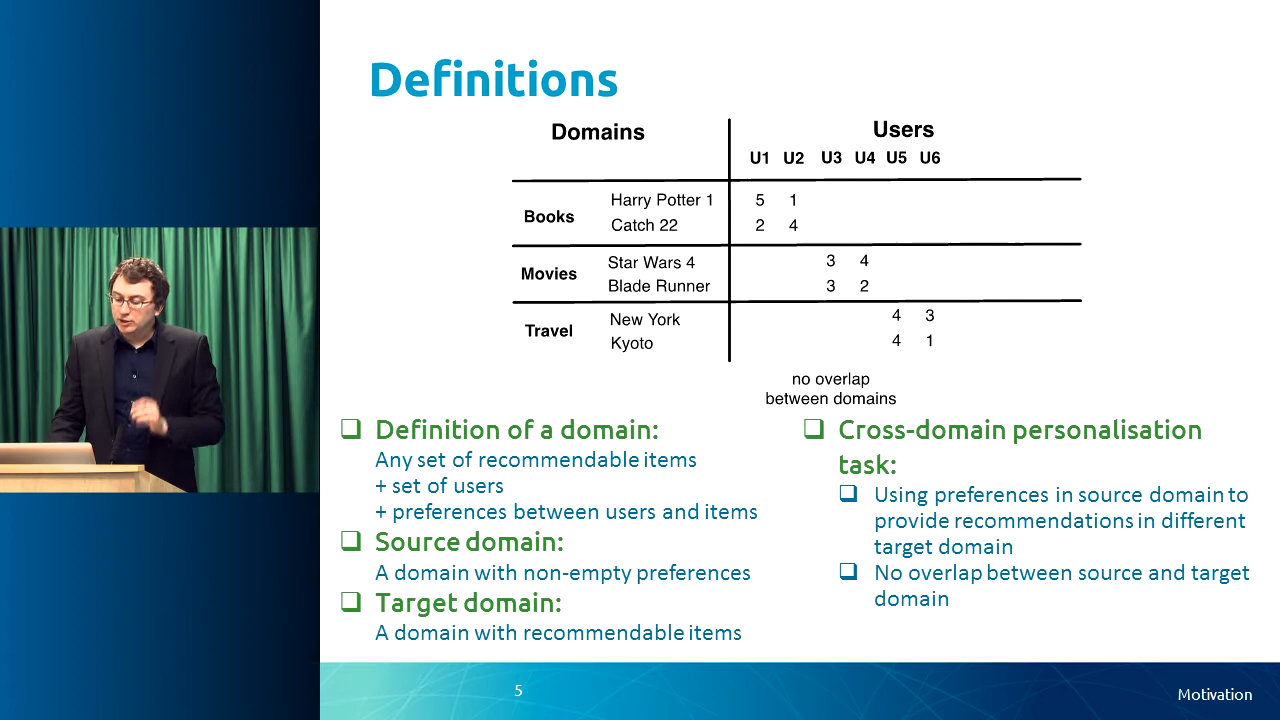 Definitions
Domains Users
U1 U2 U3 U4 U5 U6
Books
Harry Potter 1 5 1
Catch 22 2 4
Movies
Star Wars 4 3 4
Blade Runner 3 2
Travel
New York 4 3
Kyoto 4 1
no overlap
between domains
Definition of a domain:
Any set of recommendable items
+ set of users
+ preferences between users and items
Source domain:
A domain with non-empty preferences
Target domain:
A domain with recommendable items
Cross-domain personalisation
task:
Using preferences in source domain to
provide recommendations in different
target domain
No overlap between source and target
domain
5
Motivation